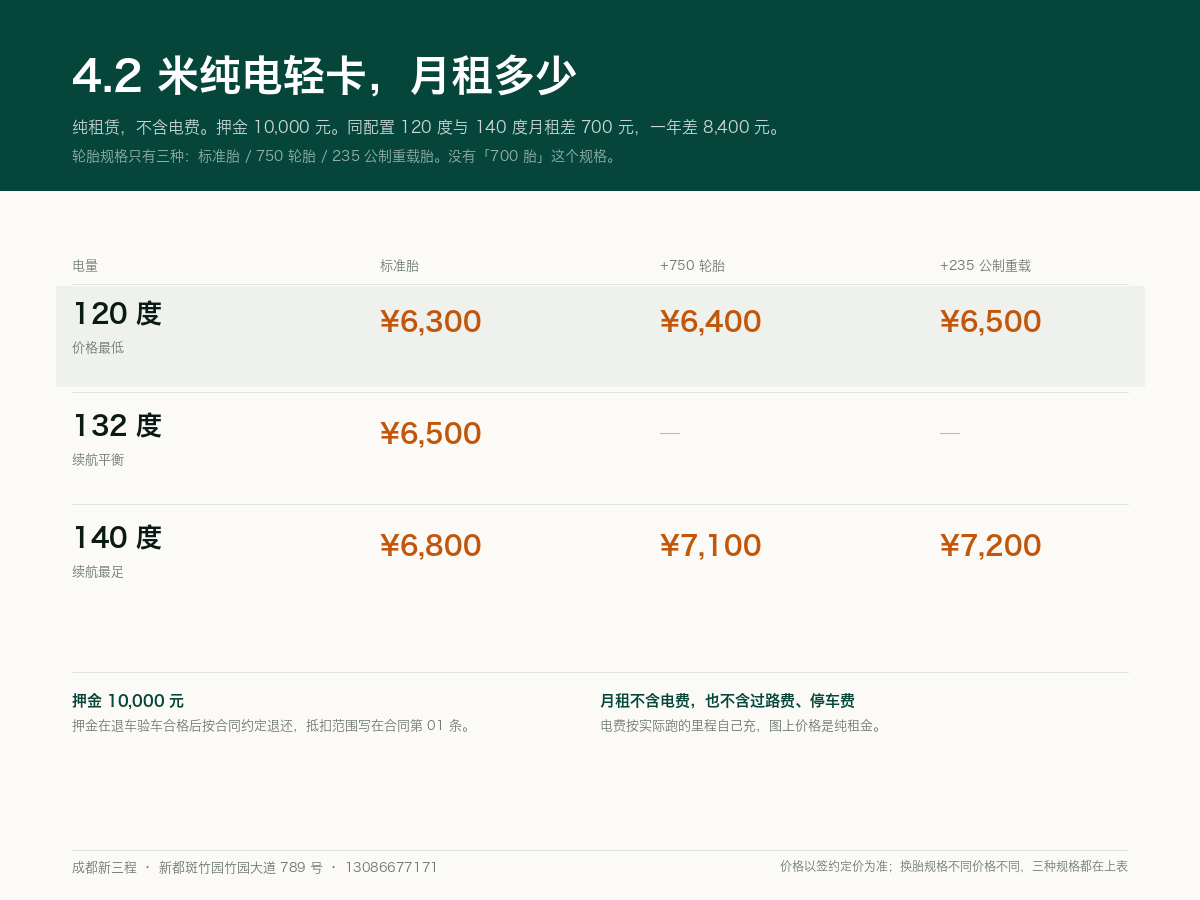 4.2 米纯电轻卡，月租多少
纯租赁，不含电费。押金 10,000 元。同配置 120 度与 140 度月租差 700 元，一年差 8,400 元。
轮胎规格只有三种：标准胎 / 750 轮胎 / 235 公制重载胎。没有「700 胎」这个规格。
电量 标准胎 +750 轮胎 +235 公制重载
120 度 ¥6,300 ¥6,400 ¥6,500
价格最低
132 度 ¥6,500 — —
续航平衡
140 度 ¥6,800 ¥7,100 ¥7,200
续航最足
押金 10,000 元
押金在退车验车合格后按合同约定退还，抵扣范围写在合同第 01 条。
月租不含电费，也不含过路费、停车费
电费按实际跑的里程自己充，图上价格是纯租金。
成都新三程 · 新都斑竹园竹园大道 789 号 · 13086677171
价格以签约定价为准；换胎规格不同价格不同，三种规格都在上表